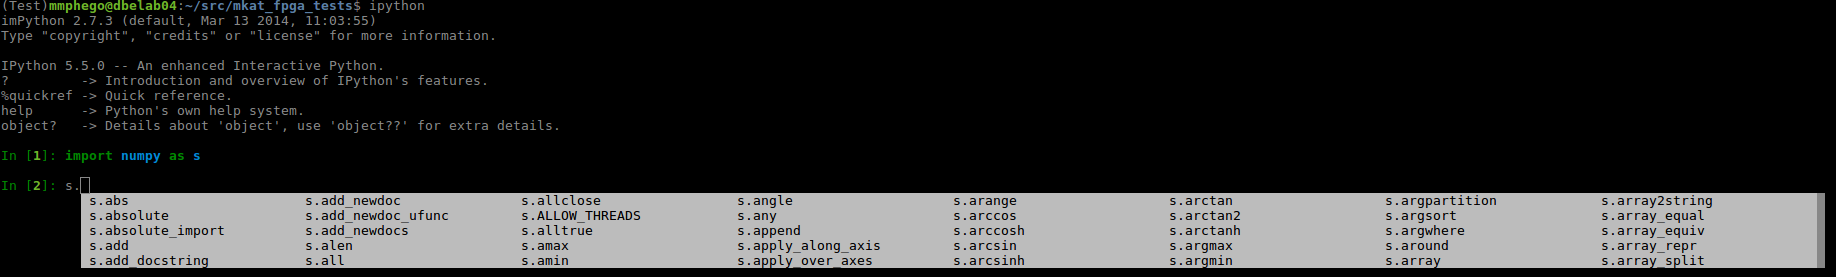 (Test)mmphego@dbelab04:~/src/mkat_fpga_tests$ ipython
imPython 2.7.3 (default, Mar 13 2014, 11:03:55)
Type "copyright", "credits" or "license" for more information.
IPython 5.5.0 -- An enhanced Interactive Python.
?         -> Introduction and overview of IPython's features.
%quickref -> Quick reference.
help      -> Python's own help system.
object?   -> Details about 'object', use 'object??' for extra details.
In [1]: import numpy as s
In [2]: s.
s.abs s.add_newdoc s.allclose s.angle s.arange s.arctan s.argpartition s.array2string
s.absolute s.add_newdoc_ufunc s.ALLOW_THREADS s.any s.arccos s.arctan2 s.argsort s.array_equal
s.absolute_import s.add_newdocs s.alltrue s.append s.arccosh s.arctanh s.argwhere s.array_equiv
s.add s.alen s.amax s.apply_along_axis s.arcsin s.argmax s.around s.array_repr
s.add_docstring s.all s.amin s.apply_over_axes s.arcsinh s.argmin s.array s.array_split